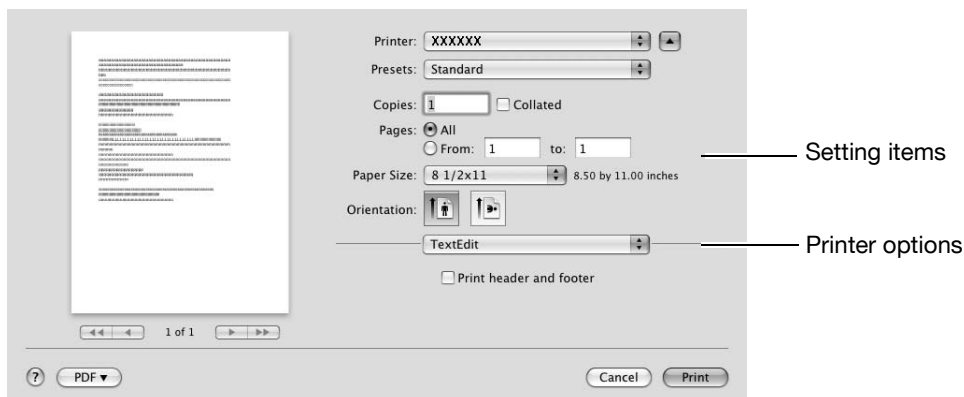 Printer: XXXXXX
Presets: Standard
Copies: 1 Collated
Pages: All
From: 1 to: 1
Setting items
Paper Size: 8 1/2x11 8.50 by 11.00 inches
Orientation:
TextEdit
Printer options
Print header and footer
1 of 1
? PDF Cancel Print